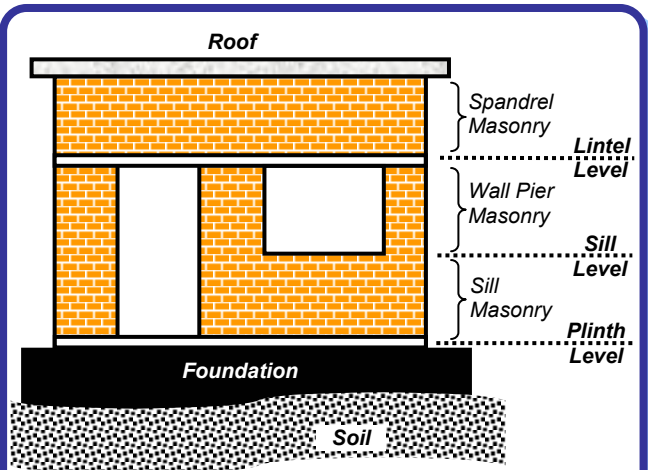 Roof
Spandrel
Masonry
Lintel
Level
Wall Pier
Masonry
Sill
Level
Sill
Masonry
Plinth
Level
Foundation
Soil